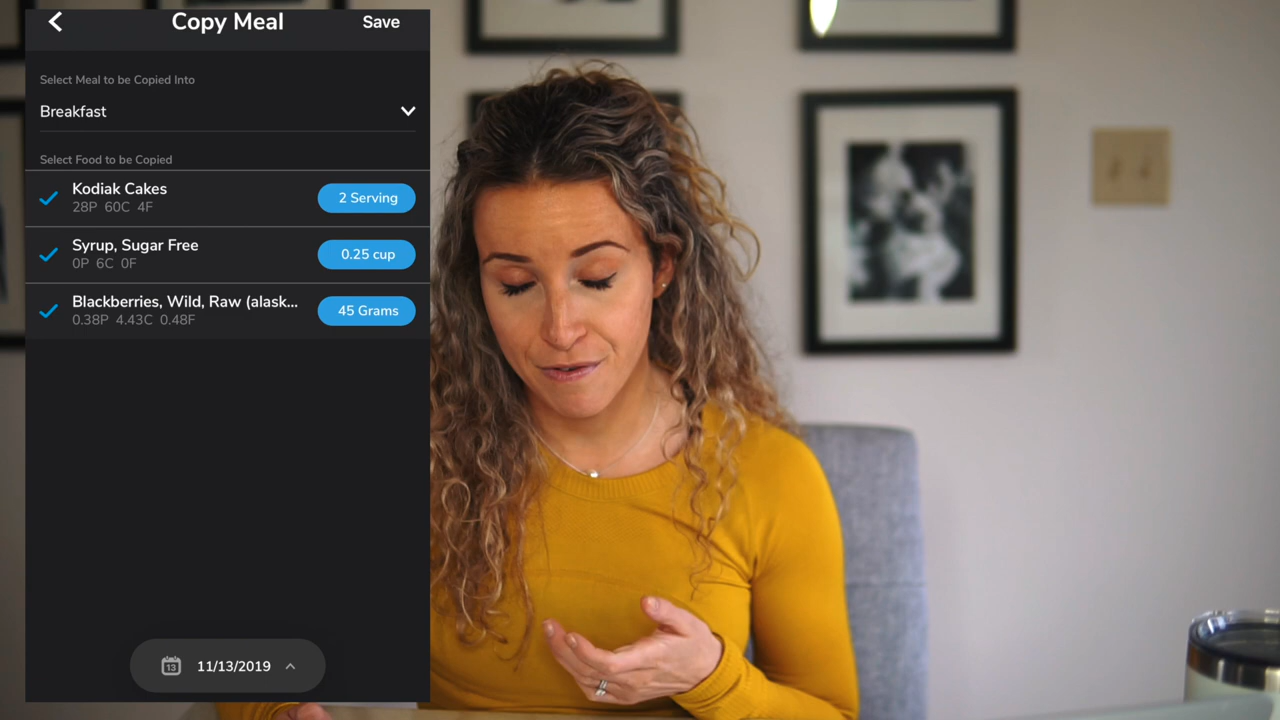 Copy Meal
Save
Select Meal to be Copied Into
Breakfast
Select Food to be Copied
Kodiak Cakes
28P 60C 4F
2 Serving
Syrup, Sugar Free
0P 6C 0F
0.25 cup
Blackberries, Wild, Raw (alask...
0.38P 4.43C 0.48F
45 Grams
13
11/13/2019